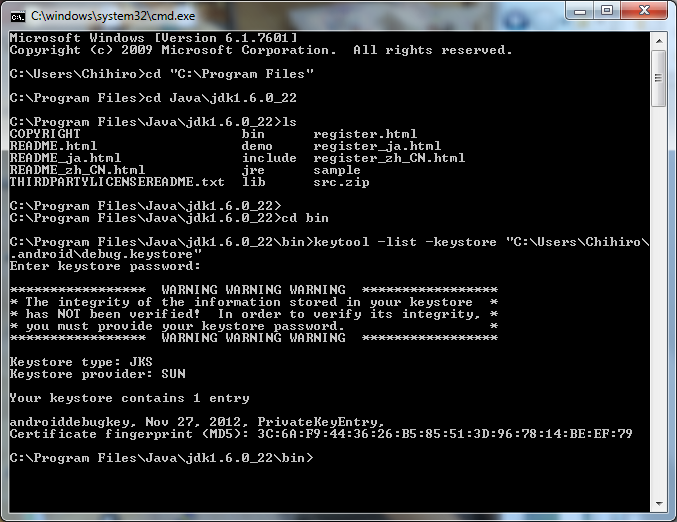 C:\windows\system32\cmd.exe
Microsoft Windows [Version 6.1.7601]
Copyright (c) 2009 Microsoft Corporation.  All rights reserved.
C:\Users\Chihiro>cd "C:\Program Files"
C:\Program Files>cd Java\jdk1.6.0_22
C:\Program Files\Java\jdk1.6.0_22>ls
COPYRIGHT                    bin      register.html
README.html                  demo     register_ja.html
README_ja.html               include  register_zh_CN.html
README_zh_CN.html            jre      sample
THIRDPARTYLICENSEREADME.txt  lib      src.zip
C:\Program Files\Java\jdk1.6.0_22>
C:\Program Files\Java\jdk1.6.0_22>cd bin
C:\Program Files\Java\jdk1.6.0_22\bin>keytool -list -keystore "C:\Users\Chihiro\
.android\debug.keystore"
Enter keystore password:
*****************  WARNING WARNING WARNING  *****************
* The integrity of the information stored in your keystore  *
* has NOT been verified!  In order to verify its integrity, *
* you must provide your keystore password.                  *
*****************  WARNING WARNING WARNING  *****************
Keystore type: JKS
Keystore provider: SUN
Your keystore contains 1 entry
androiddebugkey, Nov 27, 2012, PrivateKeyEntry,
Certificate fingerprint (MD5): 3C:6A:F9:44:36:26:B5:85:51:3D:96:78:14:BE:EF:79
C:\Program Files\Java\jdk1.6.0_22\bin>